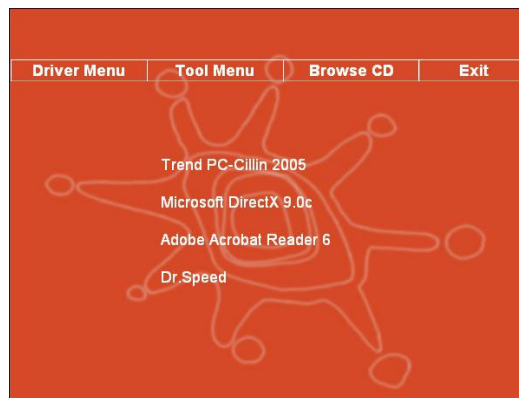 Driver Menu Tool Menu Browse CD Exit
Trend PC-Cillin 2005
Microsoft DirectX 9.0c
Adobe Acrobat Reader 6
Dr.Speed